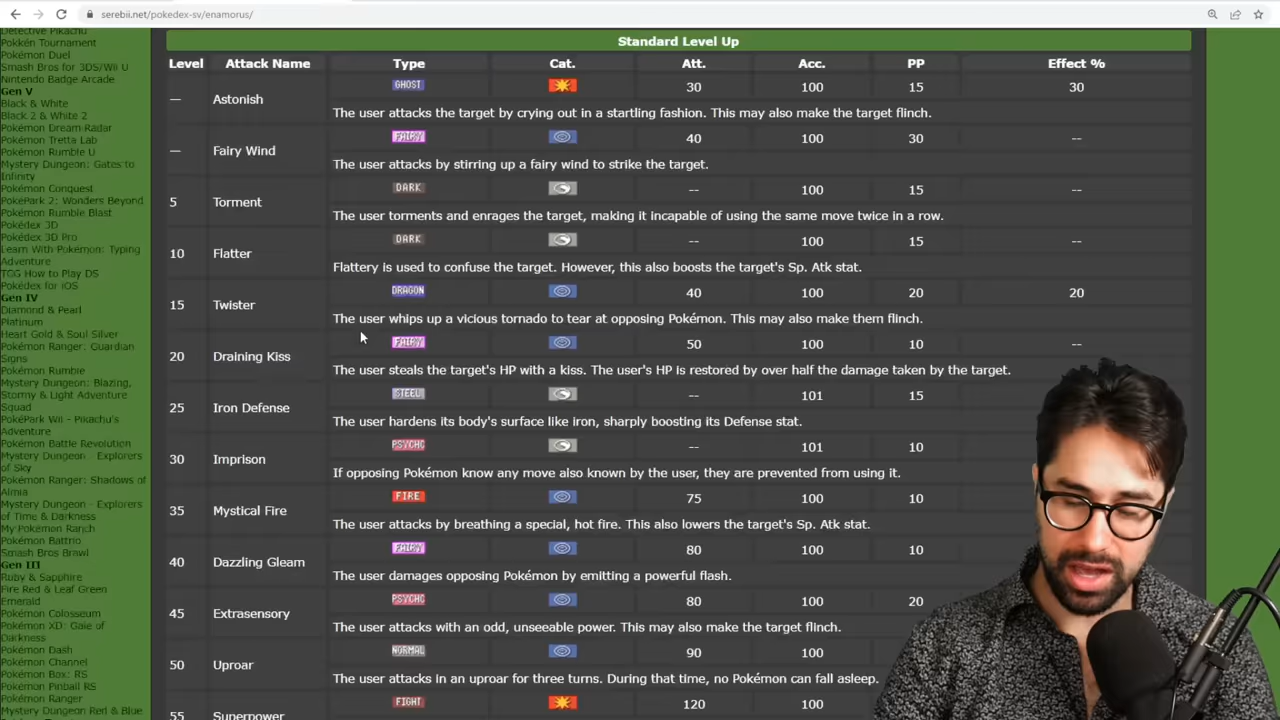 serebii.net/pokedex-sv/enamorus/
Detective Pikachu
Pokkén Tournament
Pokémon Duel
Smash Bros for 3DS/Wii U
Nintendo Badge Arcade
Gen V
Black & White
Black 2 & White 2
Pokémon Dream Radar
Pokémon Tretta Lab
Pokémon Rumble U
Mystery Dungeon: Gates to
Infinity
Pokémon Conquest
PokéPark 2: Wonders Beyond
Pokémon Rumble Blast
Pokédex 3D
Pokédex 3D Pro
Learn With Pokémon: Typing
Adventure
TCG How to Play DS
Pokédex for iOS
Gen IV
Diamond & Pearl
Platinum
Heart Gold & Soul Silver
Pokémon Ranger: Guardian
Signs
Pokémon Rumble
Mystery Dungeon: Blazing,
Stormy & Light Adventure
Squad
PokéPark Wii - Pikachu's
Adventure
Pokémon Battle Revolution
Mystery Dungeon - Explorers
of Sky
Pokémon Ranger: Shadows of
Almia
Mystery Dungeon - Explorers
of Time & Darkness
My Pokémon Ranch
Pokémon Battrio
Smash Bros Brawl
Gen III
Ruby & Sapphire
Fire Red & Leaf Green
Emerald
Pokémon Colosseum
Pokémon XD: Gale of
Darkness
Pokémon Dash
Pokémon Channel
Pokémon Box: RS
Pokémon Pinball RS
Pokémon Ranger
Mystery Dungeon Red & Blue
Standard Level Up
Level Attack Name Type Cat. Att. Acc. PP Effect %
— Astonish GHOST 30 100 15 30
The user attacks the target by crying out in a startling fashion. This may also make the target flinch.
— Fairy Wind FAIRY 40 100 30 --
The user attacks by stirring up a fairy wind to strike the target.
5 Torment DARK -- 100 15 --
The user torments and enrages the target, making it incapable of using the same move twice in a row.
10 Flatter DARK -- 100 15 --
Flattery is used to confuse the target. However, this also boosts the target's Sp. Atk stat.
15 Twister DRAGON 40 100 20 20
The user whips up a vicious tornado to tear at opposing Pokémon. This may also make them flinch.
20 Draining Kiss FAIRY 50 100 10 --
The user steals the target's HP with a kiss. The user's HP is restored by over half the damage taken by the target.
25 Iron Defense STEEL -- 101 15
The user hardens its body's surface like iron, sharply boosting its Defense stat.
30 Imprison PSYCHC -- 101 10
If opposing Pokémon know any move also known by the user, they are prevented from using it.
35 Mystical Fire FIRE 75 100 10
The user attacks by breathing a special, hot fire. This also lowers the target's Sp. Atk stat.
40 Dazzling Gleam FAIRY 80 100 10
The user damages opposing Pokémon by emitting a powerful flash.
45 Extrasensory PSYCHC 80 100 20
The user attacks with an odd, unseeable power. This may also make the target flinch.
50 Uproar NORMAL 90 100
The user attacks in an uproar for three turns. During that time, no Pokémon can fall asleep.
55 Superpower FIGHT 120 100